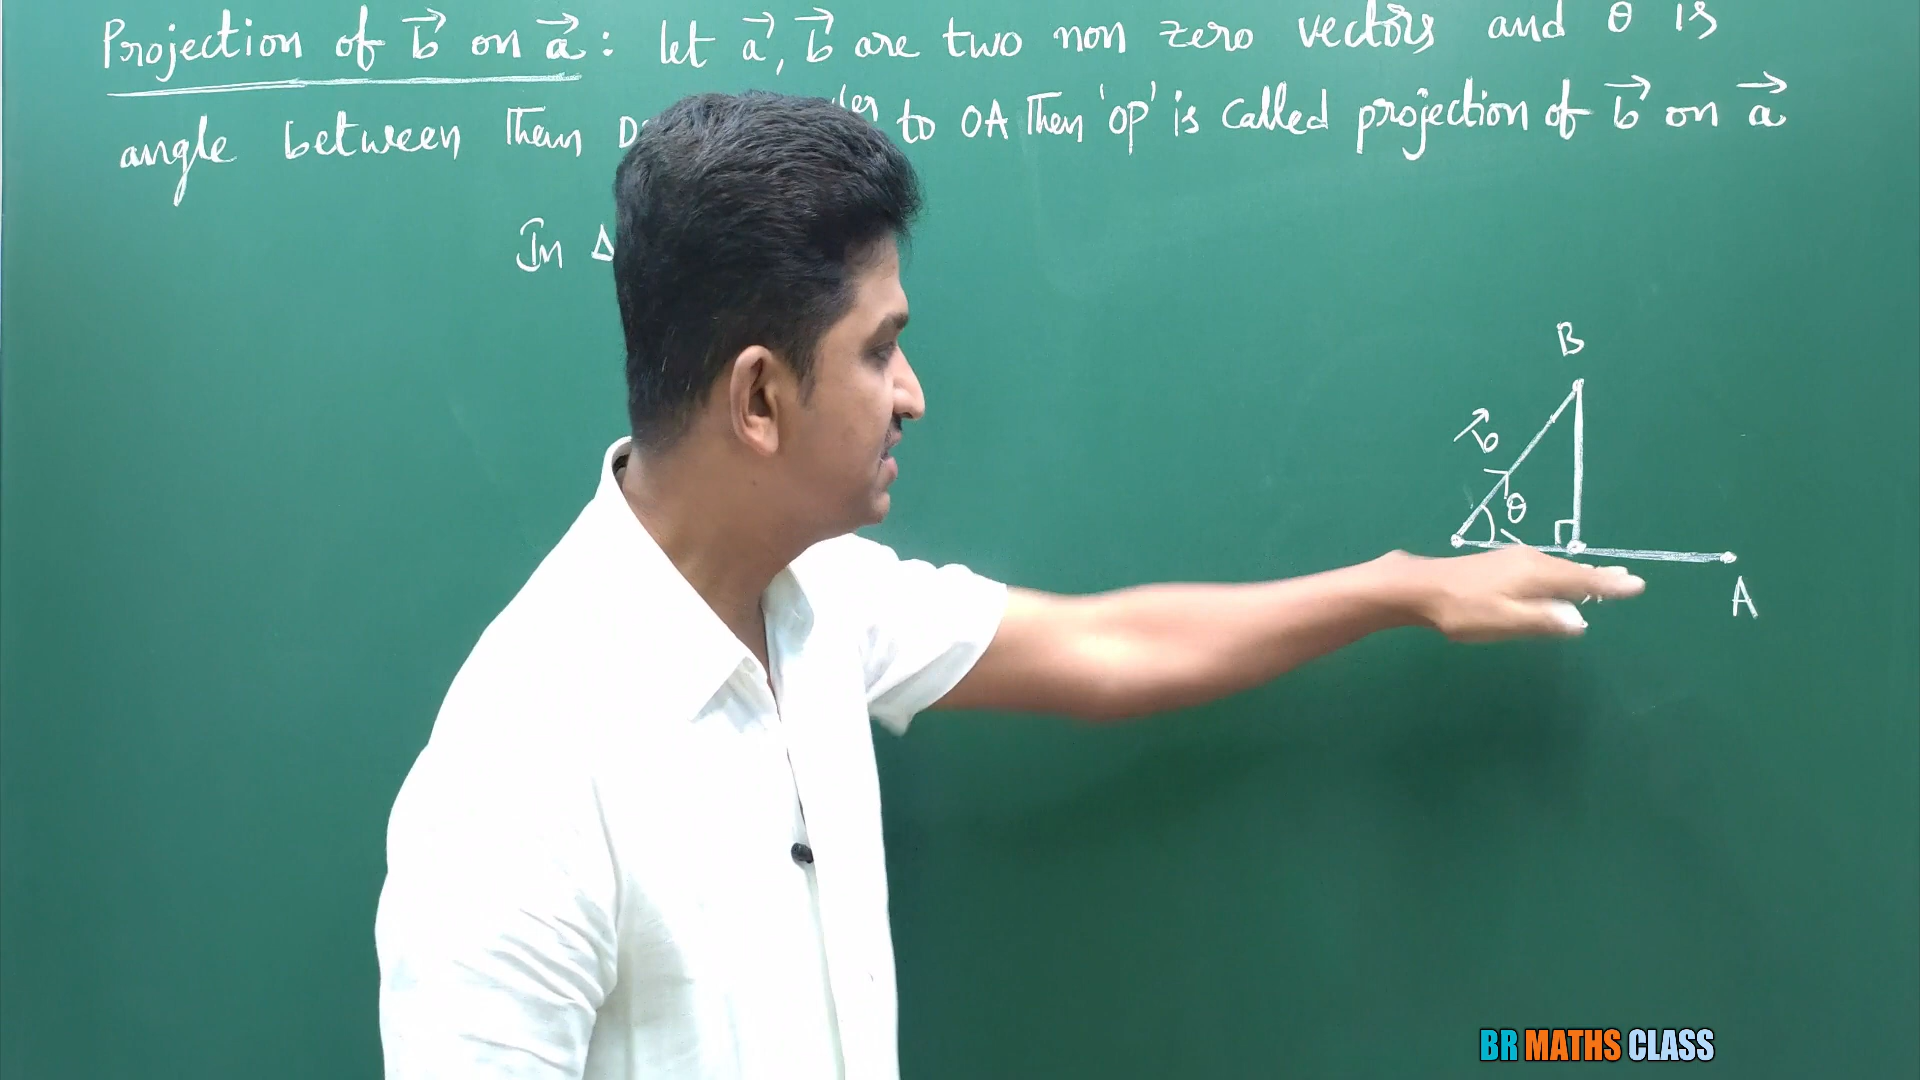 Projection of b⃗ on a⃗ : let a⃗, b⃗ are two non zero vectors and θ is
angle between Them to OA Then 'OP' is called projection of b⃗ on a⃗
In Δ
B
b⃗
θ
A
BR MATHS CLASS